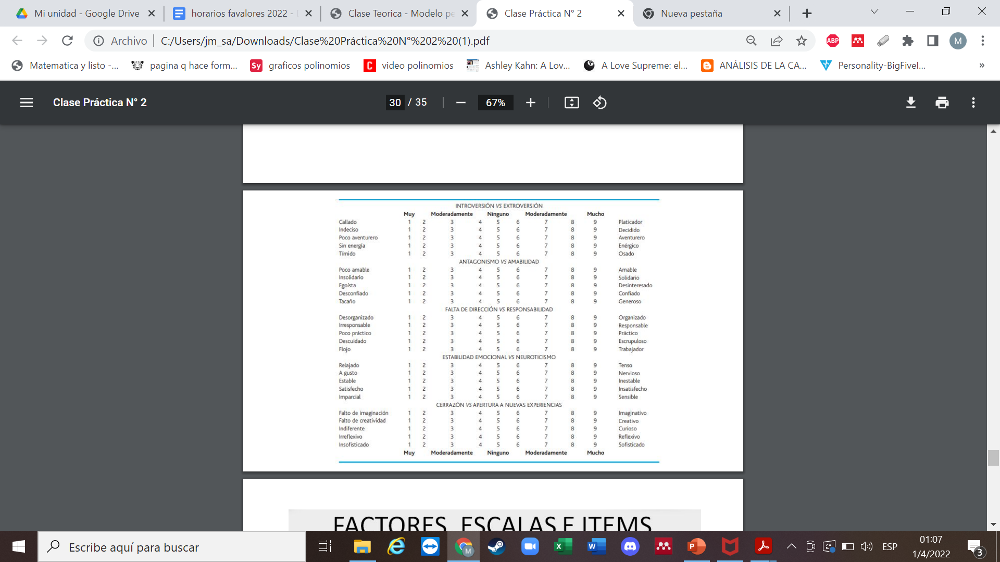 Mi unidad - Google Drive
horarios favalores 2022 -
Clase Teorica - Modelo pe
Clase Práctica N° 2
Nueva pestaña
Archivo C:/Users/jm_sa/Downloads/Clase%20Práctica%20N°%202%20(1).pdf
ABP
M
Matematica y listo -...
pagina q hace form...
Sy graficos polinomios
C video polinomios
Ashley Kahn: A Lov...
A Love Supreme: el...
ANÁLISIS DE LA CA...
Personality-BigFiveI...
»
Clase Práctica N° 2
30 / 35
67%
INTROVERSIÓN VS EXTROVERSIÓN
Muy Moderadamente Ninguno Moderadamente Mucho
Callado 1 2 3 4 5 6 7 8 9 Platicador
Indeciso 1 2 3 4 5 6 7 8 9 Decidido
Poco aventurero 1 2 3 4 5 6 7 8 9 Aventurero
Sin energía 1 2 3 4 5 6 7 8 9 Enérgico
Tímido 1 2 3 4 5 6 7 8 9 Osado
ANTAGONISMO VS AMABILIDAD
Poco amable 1 2 3 4 5 6 7 8 9 Amable
Insolidario 1 2 3 4 5 6 7 8 9 Solidario
Egoísta 1 2 3 4 5 6 7 8 9 Desinteresado
Desconfiado 1 2 3 4 5 6 7 8 9 Confiado
Tacaño 1 2 3 4 5 6 7 8 9 Generoso
FALTA DE DIRECCIÓN VS RESPONSABILIDAD
Desorganizado 1 2 3 4 5 6 7 8 9 Organizado
Irresponsable 1 2 3 4 5 6 7 8 9 Responsable
Poco práctico 1 2 3 4 5 6 7 8 9 Práctico
Descuidado 1 2 3 4 5 6 7 8 9 Escrupuloso
Flojo 1 2 3 4 5 6 7 8 9 Trabajador
ESTABILIDAD EMOCIONAL VS NEUROTICISMO
Relajado 1 2 3 4 5 6 7 8 9 Tenso
A gusto 1 2 3 4 5 6 7 8 9 Nervioso
Estable 1 2 3 4 5 6 7 8 9 Inestable
Satisfecho 1 2 3 4 5 6 7 8 9 Insatisfecho
Imparcial 1 2 3 4 5 6 7 8 9 Sensible
CERRAZÓN VS APERTURA A NUEVAS EXPERIENCIAS
Falto de imaginación 1 2 3 4 5 6 7 8 9 Imaginativo
Falto de creatividad 1 2 3 4 5 6 7 8 9 Creativo
Indiferente 1 2 3 4 5 6 7 8 9 Curioso
Irreflexivo 1 2 3 4 5 6 7 8 9 Reflexivo
Insofisticado 1 2 3 4 5 6 7 8 9 Sofisticado
Muy Moderadamente Ninguno Moderadamente Mucho
FACTORES, ESCALAS E ITEMS
Escribe aquí para buscar
M
ESP
01:07
1/4/2022
3